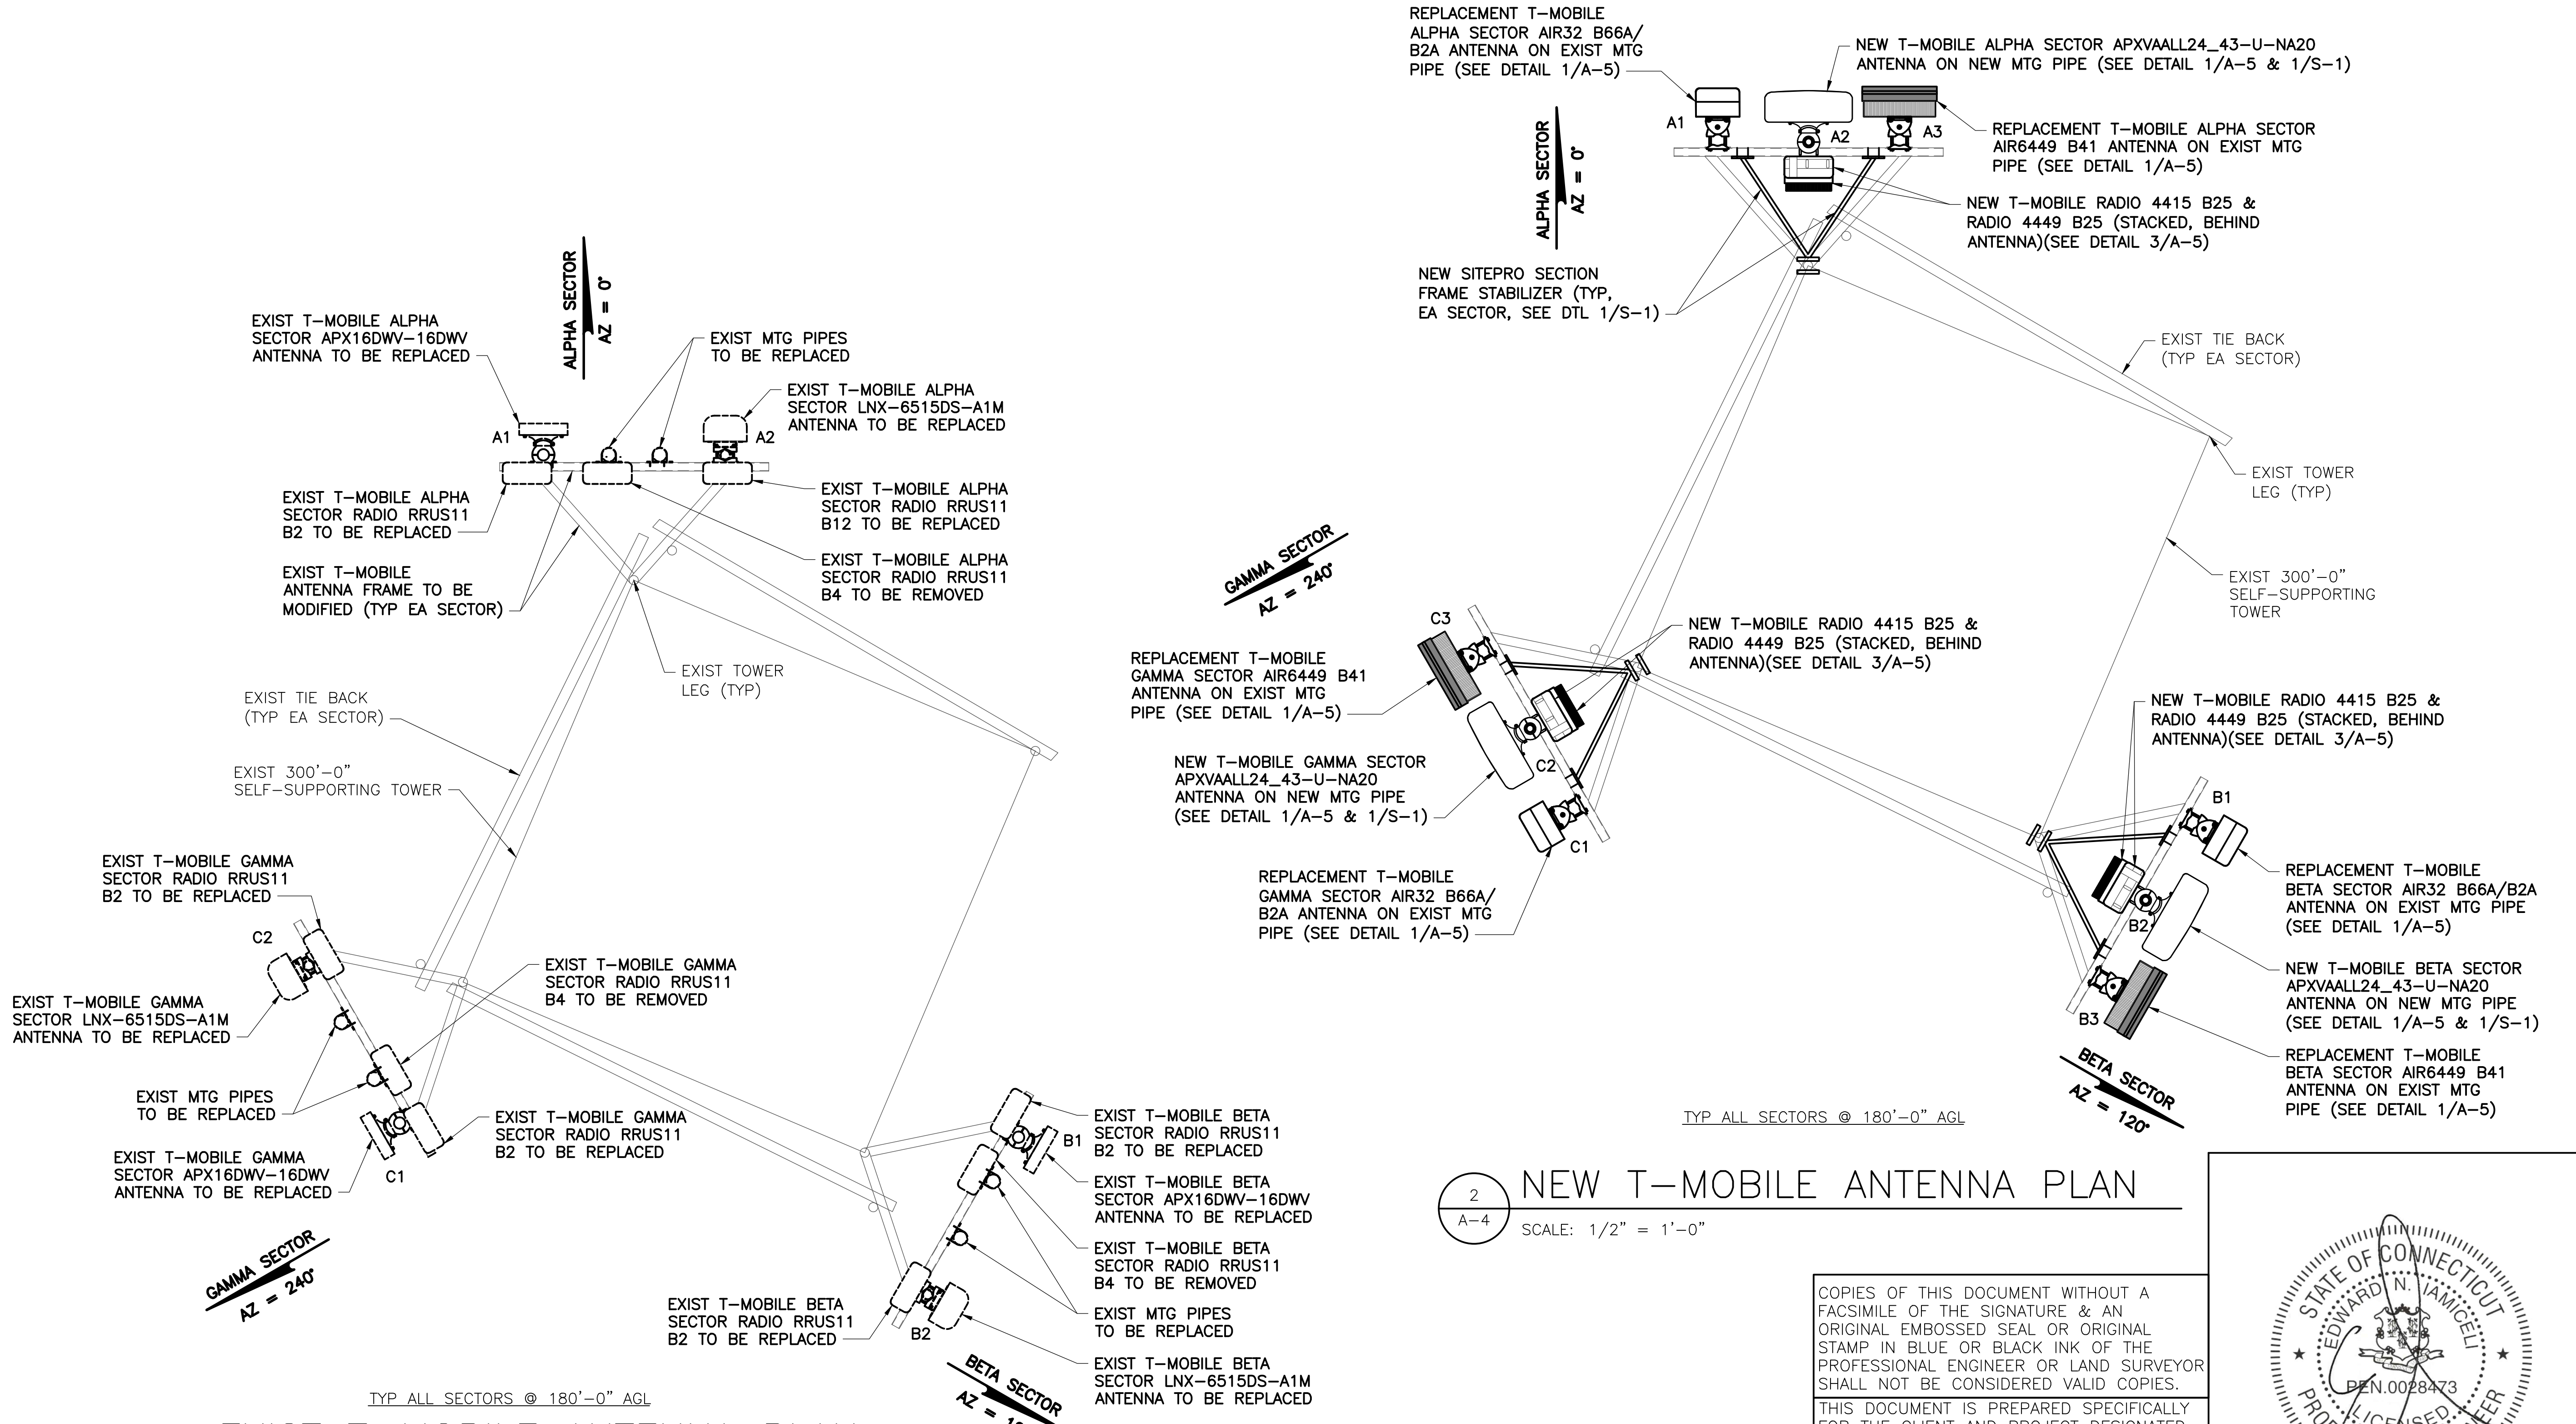 ALPHA SECTOR
AZ = 0°
EXIST T-MOBILE ALPHA
SECTOR APX16DWV-16DWV
ANTENNA TO BE REPLACED
EXIST MTG PIPES
TO BE REPLACED
EXIST T-MOBILE ALPHA
SECTOR LNX-6515DS-A1M
ANTENNA TO BE REPLACED
A1
A2
EXIST T-MOBILE ALPHA
SECTOR RADIO RRUS11
B2 TO BE REPLACED
EXIST T-MOBILE ALPHA
SECTOR RADIO RRUS11
B12 TO BE REPLACED
EXIST T-MOBILE
ANTENNA FRAME TO BE
MODIFIED (TYP EA SECTOR)
EXIST T-MOBILE ALPHA
SECTOR RADIO RRUS11
B4 TO BE REMOVED
EXIST TOWER
LEG (TYP)
EXIST TIE BACK
(TYP EA SECTOR)
EXIST 300'-0"
SELF-SUPPORTING TOWER
EXIST T-MOBILE GAMMA
SECTOR RADIO RRUS11
B2 TO BE REPLACED
C2
EXIST T-MOBILE GAMMA
SECTOR LNX-6515DS-A1M
ANTENNA TO BE REPLACED
EXIST T-MOBILE GAMMA
SECTOR RADIO RRUS11
B4 TO BE REMOVED
EXIST MTG PIPES
TO BE REPLACED
EXIST T-MOBILE GAMMA
SECTOR RADIO RRUS11
B2 TO BE REPLACED
EXIST T-MOBILE GAMMA
SECTOR APX16DWV-16DWV
ANTENNA TO BE REPLACED
C1
GAMMA SECTOR
AZ = 240°
EXIST T-MOBILE BETA
SECTOR RADIO RRUS11
B2 TO BE REPLACED
B1
EXIST T-MOBILE BETA
SECTOR APX16DWV-16DWV
ANTENNA TO BE REPLACED
EXIST T-MOBILE BETA
SECTOR RADIO RRUS11
B4 TO BE REMOVED
EXIST MTG PIPES
TO BE REPLACED
EXIST T-MOBILE BETA
SECTOR RADIO RRUS11
B2 TO BE REPLACED
B2
EXIST T-MOBILE BETA
SECTOR LNX-6515DS-A1M
ANTENNA TO BE REPLACED
BETA SECTOR
TYP ALL SECTORS @ 180'-0" AGL
REPLACEMENT T-MOBILE
ALPHA SECTOR AIR32 B66A/
B2A ANTENNA ON EXIST MTG
PIPE (SEE DETAIL 1/A-5)
NEW T-MOBILE ALPHA SECTOR APXVAALL24_43-U-NA20
ANTENNA ON NEW MTG PIPE (SEE DETAIL 1/A-5 & 1/S-1)
A1
A2
A3
REPLACEMENT T-MOBILE ALPHA SECTOR
AIR6449 B41 ANTENNA ON EXIST MTG
PIPE (SEE DETAIL 1/A-5)
ALPHA SECTOR
AZ = 0°
NEW T-MOBILE RADIO 4415 B25 &
RADIO 4449 B25 (STACKED, BEHIND
ANTENNA)(SEE DETAIL 3/A-5)
NEW SITEPRO SECTION
FRAME STABILIZER (TYP,
EA SECTOR, SEE DTL 1/S-1)
EXIST TIE BACK
(TYP EA SECTOR)
EXIST TOWER
LEG (TYP)
EXIST 300'-0"
SELF-SUPPORTING
TOWER
GAMMA SECTOR
AZ = 240°
C3
NEW T-MOBILE RADIO 4415 B25 &
RADIO 4449 B25 (STACKED, BEHIND
ANTENNA)(SEE DETAIL 3/A-5)
REPLACEMENT T-MOBILE
GAMMA SECTOR AIR6449 B41
ANTENNA ON EXIST MTG
PIPE (SEE DETAIL 1/A-5)
NEW T-MOBILE RADIO 4415 B25 &
RADIO 4449 B25 (STACKED, BEHIND
ANTENNA)(SEE DETAIL 3/A-5)
NEW T-MOBILE GAMMA SECTOR
APXVAALL24_43-U-NA20
ANTENNA ON NEW MTG PIPE
(SEE DETAIL 1/A-5 & 1/S-1)
C2
C1
B1
REPLACEMENT T-MOBILE
GAMMA SECTOR AIR32 B66A/
B2A ANTENNA ON EXIST MTG
PIPE (SEE DETAIL 1/A-5)
REPLACEMENT T-MOBILE
BETA SECTOR AIR32 B66A/B2A
ANTENNA ON EXIST MTG PIPE
(SEE DETAIL 1/A-5)
B2
NEW T-MOBILE BETA SECTOR
APXVAALL24_43-U-NA20
ANTENNA ON NEW MTG PIPE
(SEE DETAIL 1/A-5 & 1/S-1)
B3
REPLACEMENT T-MOBILE
BETA SECTOR AIR6449 B41
ANTENNA ON EXIST MTG
PIPE (SEE DETAIL 1/A-5)
BETA SECTOR
AZ = 120°
TYP ALL SECTORS @ 180'-0" AGL
2
A-4
NEW T-MOBILE ANTENNA PLAN
SCALE: 1/2" = 1'-0"
COPIES OF THIS DOCUMENT WITHOUT A
FACSIMILE OF THE SIGNATURE & AN
ORIGINAL EMBOSSED SEAL OR ORIGINAL
STAMP IN BLUE OR BLACK INK OF THE
PROFESSIONAL ENGINEER OR LAND SURVEYOR
SHALL NOT BE CONSIDERED VALID COPIES.
THIS DOCUMENT IS PREPARED SPECIFICALLY
FOR THE CLIENT AND PROJECT DESIGNATED
STATE OF CONNECTICUT
EDWARD N. IAMICELI
PEN.0028473
LICENSED